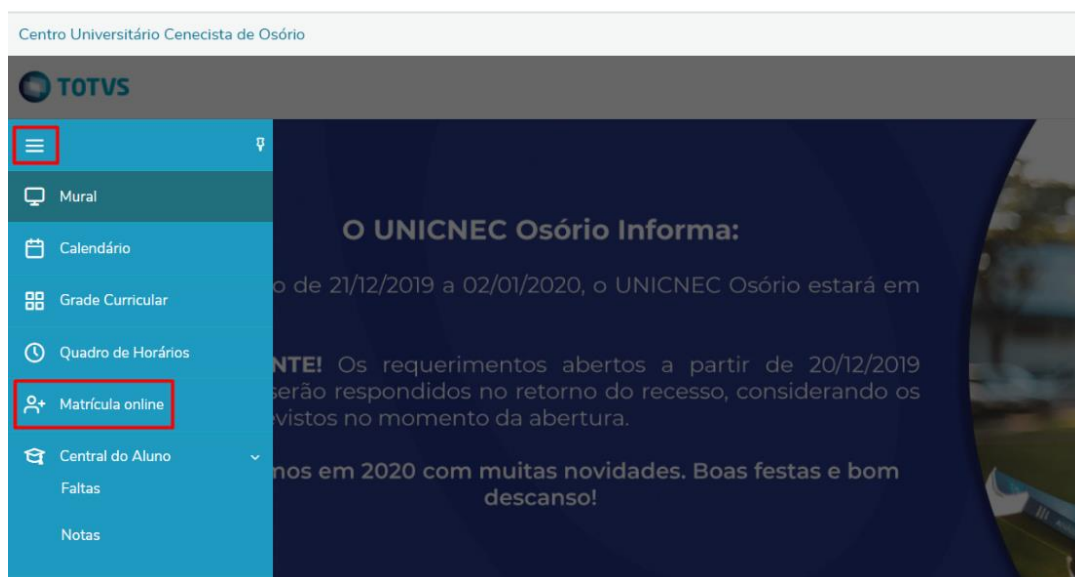 Centro Universitário Cenecista de Osório
TOTVS
Mural
Calendário
Grade Curricular
Quadro de Horários
Matrícula online
Central do Aluno
Faltas
Notas
O UNICNEC Osório Informa:
o de 21/12/2019 a 02/01/2020, o UNICNEC Osório estará em
NTE! Os requerimentos abertos a partir de 20/12/2019
serão respondidos no retorno do recesso, considerando os
evistos no momento da abertura.
mos em 2020 com muitas novidades. Boas festas e bom
descanso!